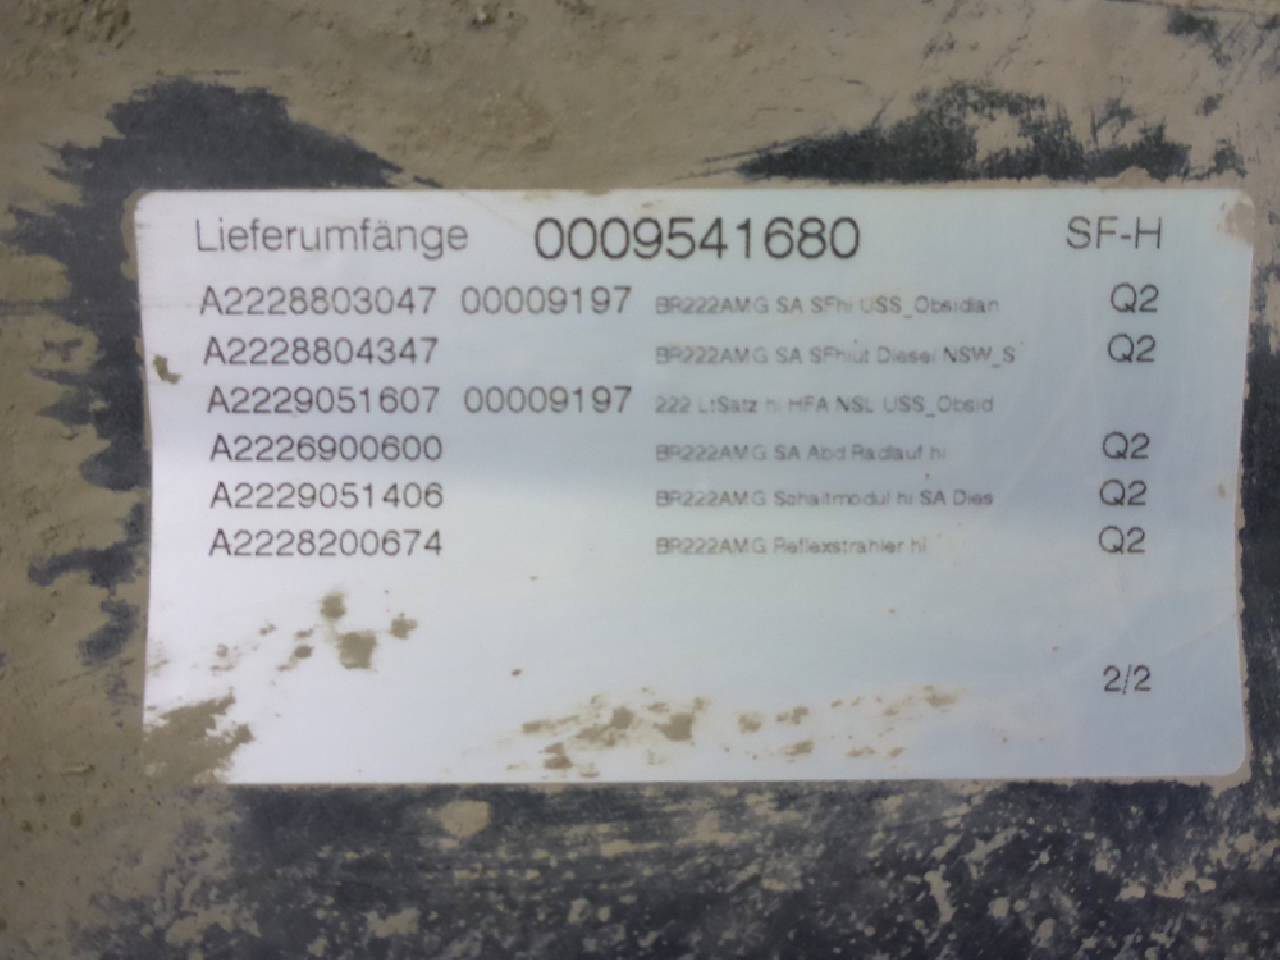 Lieferumfänge 0009541680 SF-H
A2228803047 00009197 BR222AMG SA SFhi USS_Obsidian Q2
A2228804347 BR222AMG SA SFhiut Diesel NSW_S Q2
A2229051607 00009197 222 LtSatz hi HFA NSL USS_Obsid
A2226900600 BR222AMG SA Abd Radlauf hi Q2
A2229051406 BR222AMG Schaltmodul hi SA Dies Q2
A2228200674 BR222AMG Reflexstrahler hi Q2
2/2